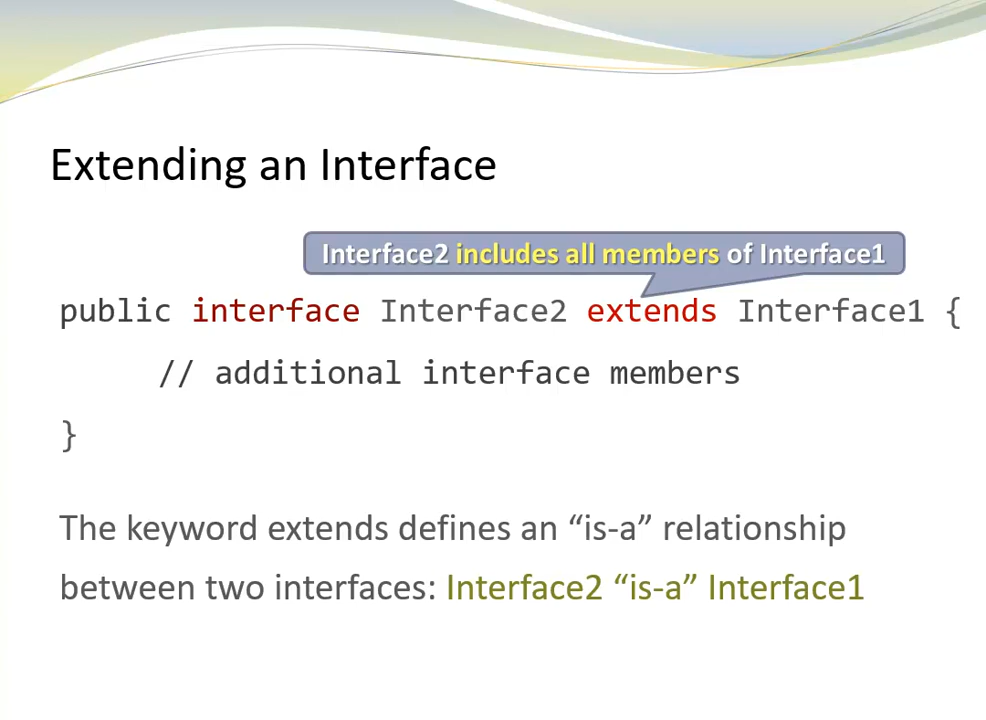 Extending an Interface
Interface2 includes all members of Interface1
public interface Interface2 extends Interface1 {
// additional interface members
}
The keyword extends defines an “is-a” relationship
between two interfaces: Interface2 “is-a” Interface1